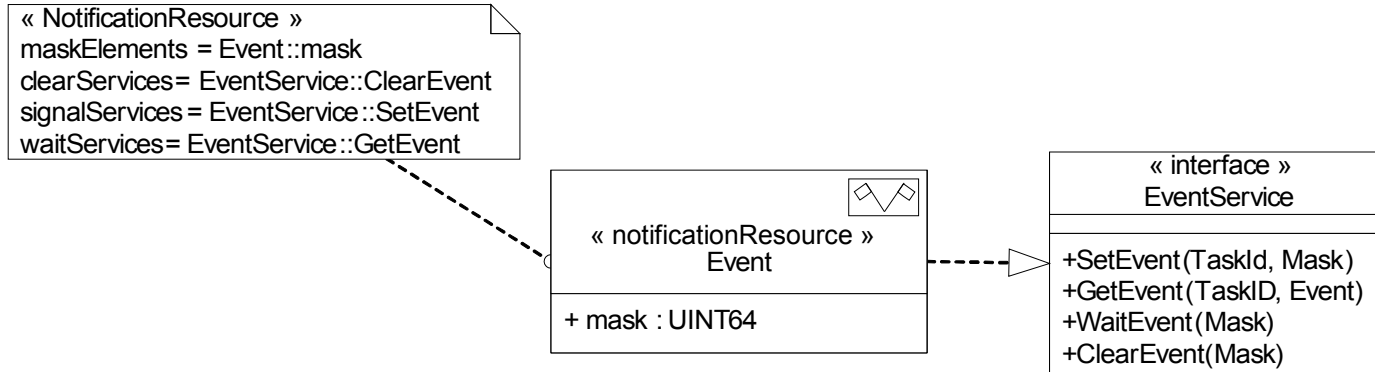 « NotificationResource »
maskElements = Event::mask
clearServices= EventService::ClearEvent
signalServices= EventService::SetEvent
waitServices= EventService::GetEvent
« notificationResource »
Event
+ mask : UINT64
« interface »
EventService
+SetEvent(TaskId, Mask)
+GetEvent(TaskID, Event)
+WaitEvent(Mask)
+ClearEvent(Mask)